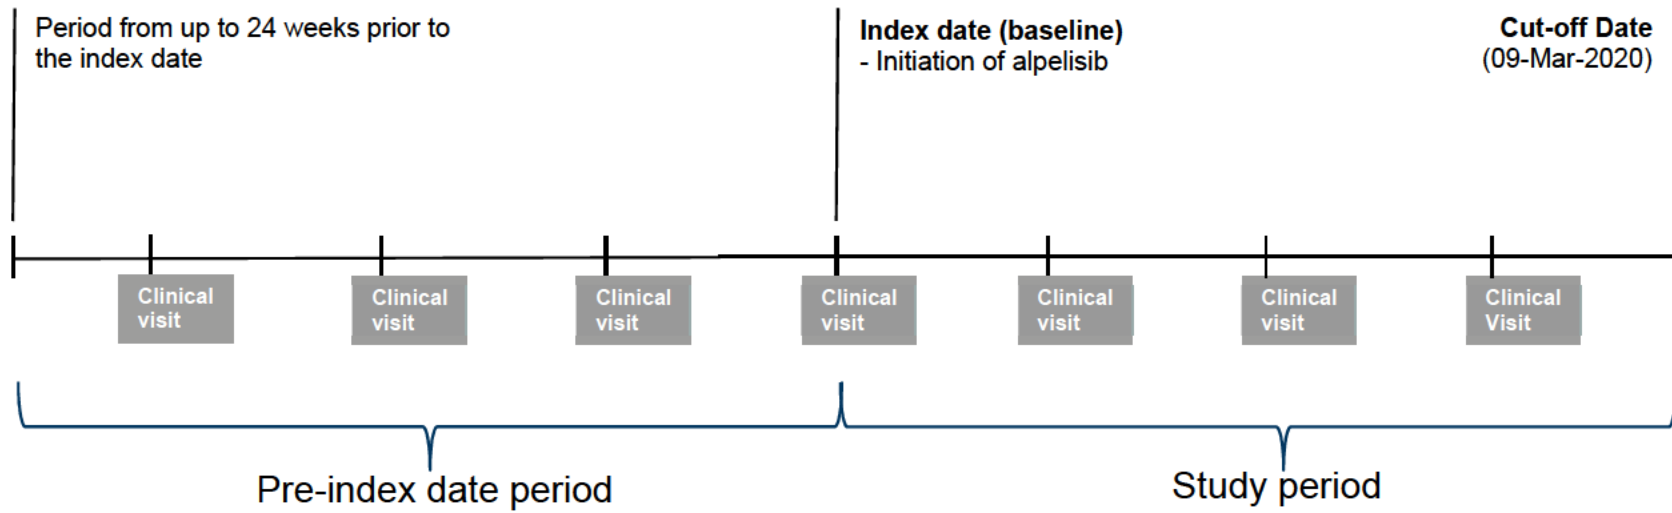 Period from up to 24 weeks prior to
the index date
Index date (baseline)
- Initiation of alpelisib
Cut-off Date
(09-Mar-2020)
Clinical
visit
Clinical
visit
Clinical
visit
Clinical
visit
Clinical
visit
Clinical
visit
Clinical
Visit
Pre-index date period
Study period